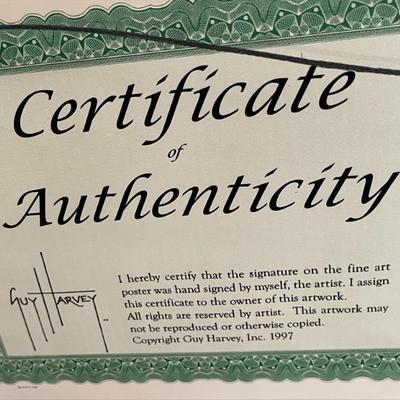 Certificate
of
Authenticity
GUY HARVEY..
I hereby certify that the signature on the fine art
poster was hand signed by myself, the artist. I assign
this certificate to the owner of this artwork.
All rights are reserved by artist. This artwork may
not be reproduced or otherwise copied.
Copyright Guy Harvey, Inc. 1997